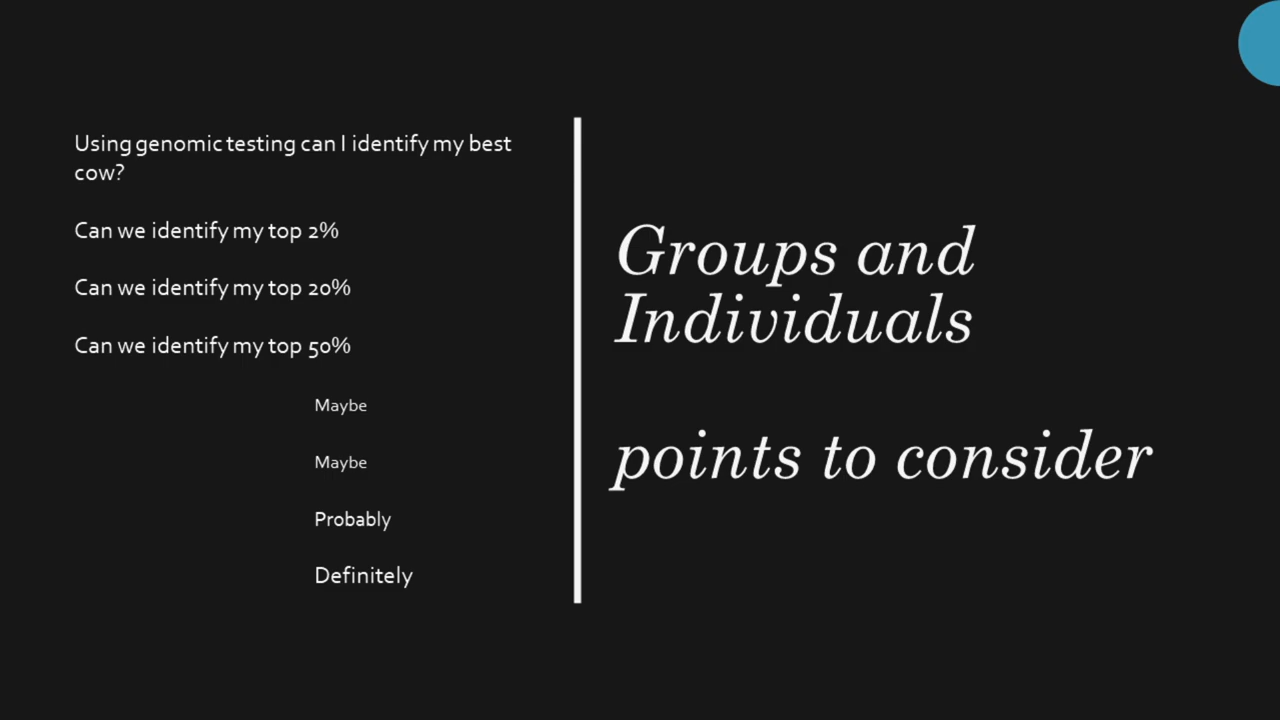 Using genomic testing can I identify my best
cow?
Can we identify my top 2%
Can we identify my top 20%
Can we identify my top 50%
Maybe
Maybe
Probably
Definitely
Groups and
Individuals
points to consider